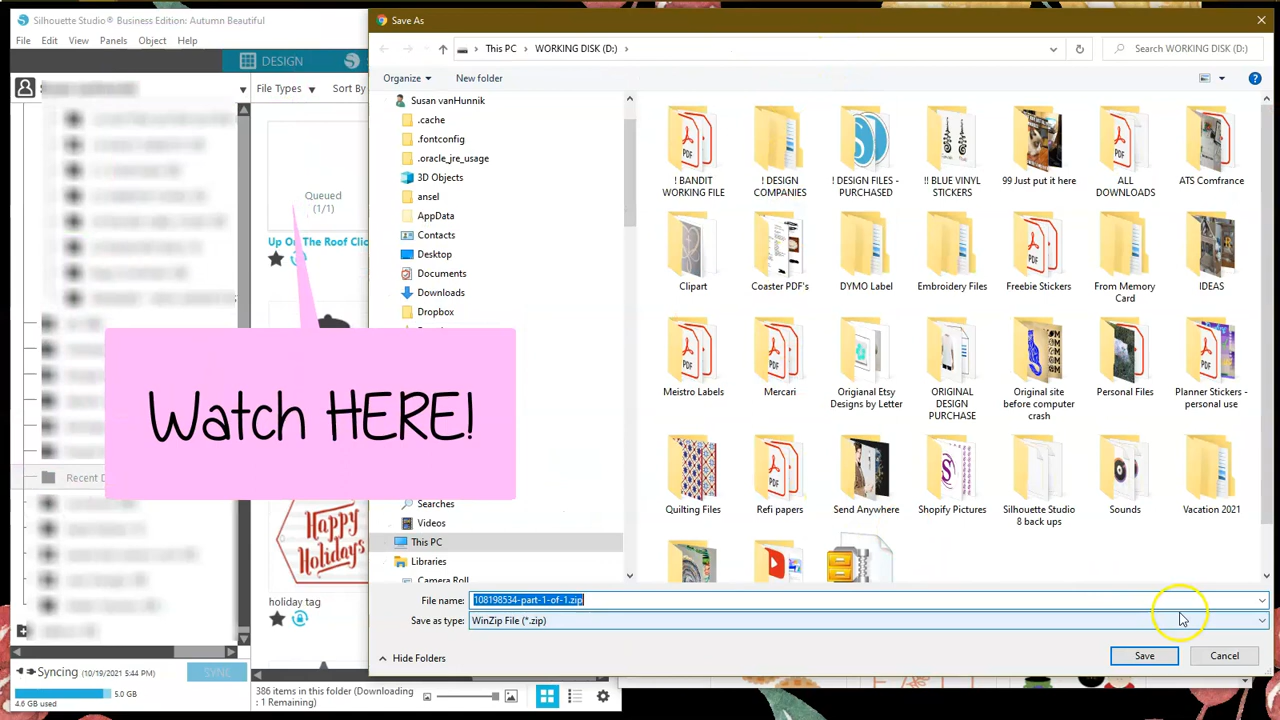 Silhouette Studio® Business Edition: Autumn Beautiful
File Edit View Panels Object Help
DESIGN
File Types
Sort By
Queued
(1/1)
Up On The Roof Clic
Watch HERE!
Recent D
holiday tag
Happy
Holidays
Syncing (10/19/2021 5:44 PM)
SYNC
5.0 GB
4.6 GB used
386 items in this folder (Downloading
: 1 Remaining)
Save As
This PC > WORKING DISK (D:) >
Search WORKING DISK (D:)
Organize
New folder
Susan vanHunnik
.cache
.fontconfig
.oracle_jre_usage
3D Objects
ansel
AppData
Contacts
Desktop
Documents
Downloads
Dropbox
Searches
Videos
This PC
Libraries
Camera Roll
! BANDIT
WORKING FILE
! DESIGN
COMPANIES
! DESIGN FILES -
PURCHASED
!! BLUE VINYL
STICKERS
99 Just put it here
ALL
DOWNLOADS
ATS Comfrance
Clipart
Coaster PDF's
DYMO Label
Embroidery Files
Freebie Stickers
From Memory
Card
IDEAS
Meistro Labels
Mercari
Origianal Etsy
Designs by Letter
ORIGINAL
DESIGN
PURCHASE
Original site
before computer
crash
Personal Files
Planner Stickers -
personal use
Quilting Files
Refi papers
Send Anywhere
Shopify Pictures
Silhouette Studio
8 back ups
Sounds
Vacation 2021
File name: 108198534-part-1-of-1.zip
Save as type: WinZip File (*.zip)
Hide Folders
Save
Cancel